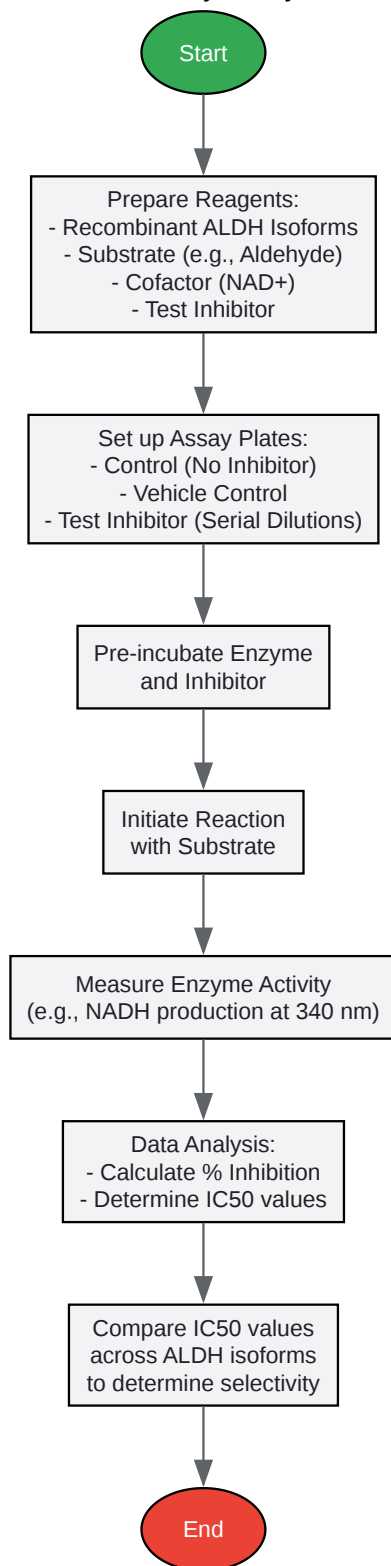 Start
Prepare Reagents:
- Recombinant ALDH Isoforms
- Substrate (e.g., Aldehyde)
- Cofactor (NAD+)
- Test Inhibitor
Set up Assay Plates:
- Control (No Inhibitor)
- Vehicle Control
- Test Inhibitor (Serial Dilutions)
Pre-incubate Enzyme
and Inhibitor
Initiate Reaction
with Substrate
Measure Enzyme Activity
(e.g., NADH production at 340 nm)
Data Analysis:
- Calculate % Inhibition
- Determine IC50 values
Compare IC50 values
across ALDH isoforms
to determine selectivity
End